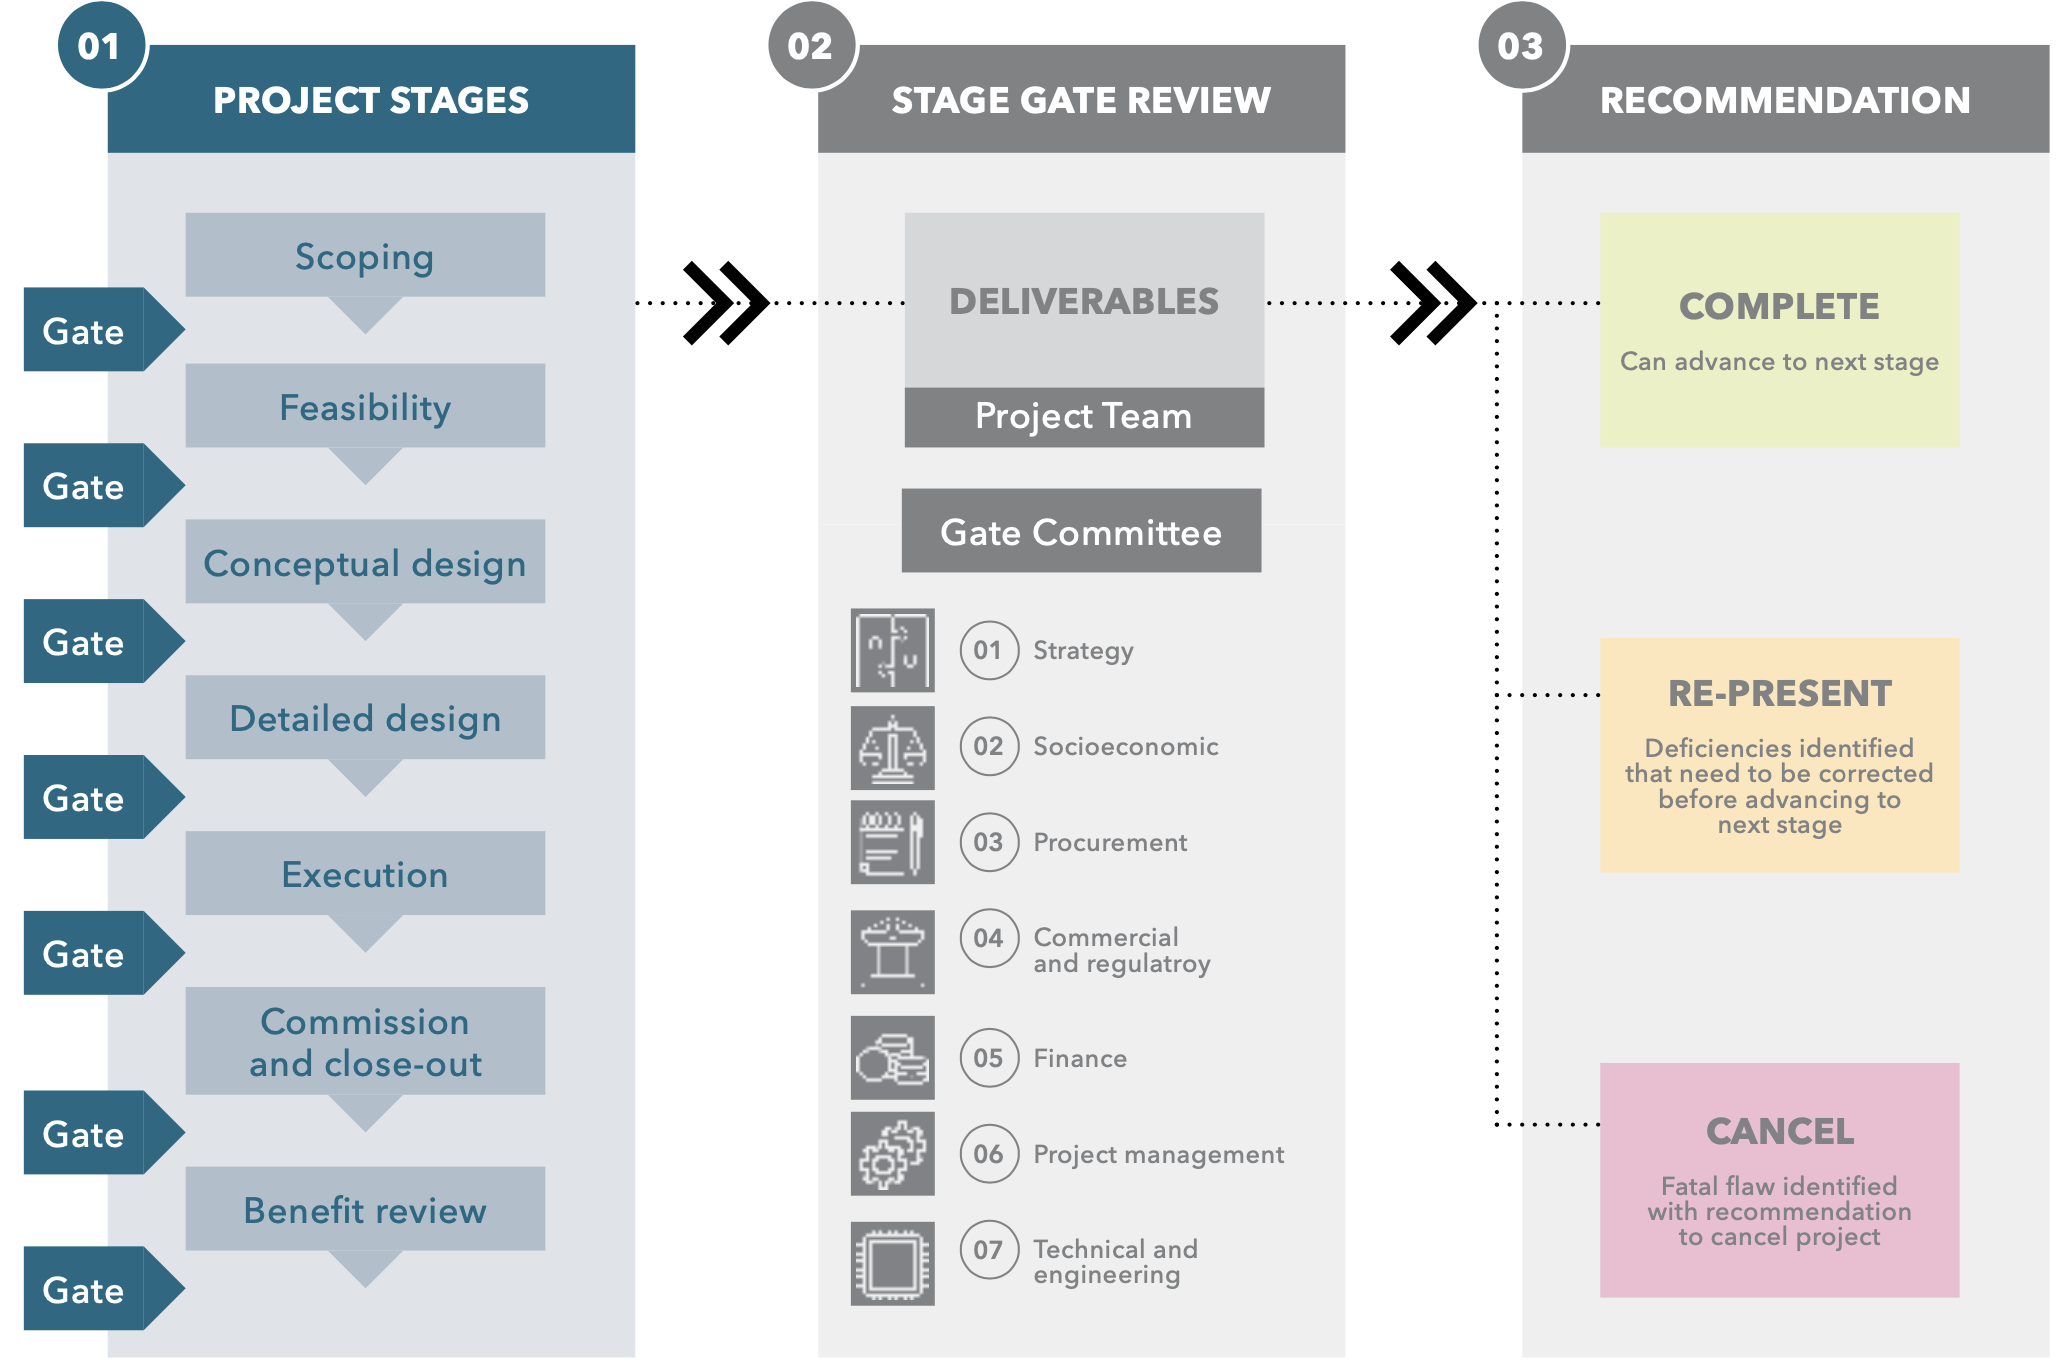 01
PROJECT STAGES
Scoping
Gate
Feasibility
Gate
Conceptual design
Gate
Detailed design
Gate
Execution
Gate
Commission
and close-out
Gate
Benefit review
Gate
02
STAGE GATE REVIEW
DELIVERABLES
Project Team
Gate Committee
01 Strategy
02 Socioeconomic
03 Procurement
04 Commercial
and regulatroy
05 Finance
06 Project management
07 Technical and
engineering
03
RECOMMENDATION
COMPLETE
Can advance to next stage
RE-PRESENT
Deficiencies identified
that need to be corrected
before advancing to
next stage
CANCEL
Fatal flaw identified
with recommendation
to cancel project